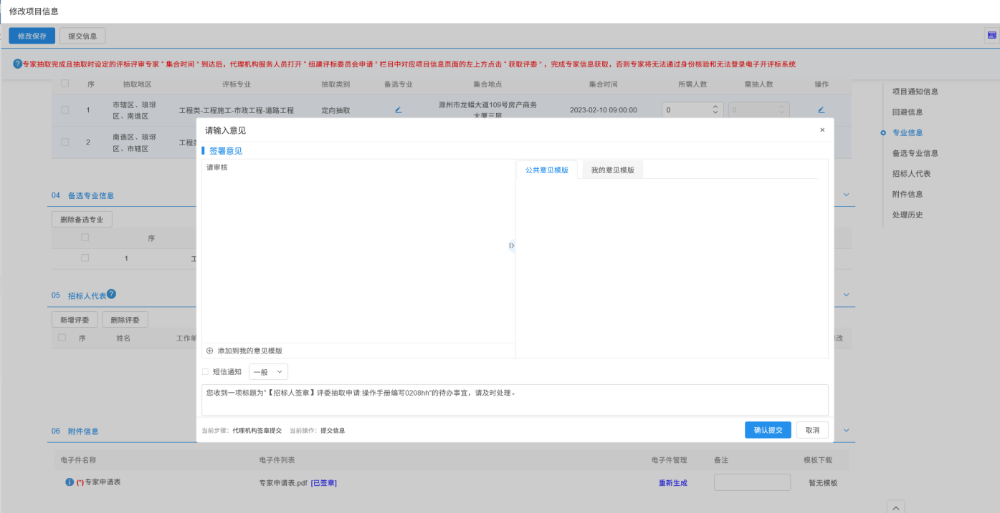 修改项目信息
修改保存 提交信息
专家抽取完成且抽取时设定的评标评审专家“集合时间”到达后，代理机构服务人员打开“组建评标委员会申请”栏目中对应项目信息页面的左上方点击“获取评委”，完成专家信息获取，否则专家将无法通过身份核验和无法登录电子开评标系统
序 抽取地区 评标专业 抽取类别 备选专业 集合地点 集合时间 所需人数 需抽人数 操作
1 市辖区、琅琊区、南谯区 工程类-工程施工-市政工程-道路工程 定向抽取 滁州市龙蟠大道109号房产商务大厦三层 2023-02-10 09:00:00 0 0
2 南谯区、琅琊区、市辖区 工程
项目通知信息
回避信息
专业信息
备选专业信息
招标人代表
附件信息
处理历史
请输入意见 ×
签署意见
请审核
公共意见模版 我的意见模版
添加到我的意见模版
短信通知 一般
您收到一项标题为“【招标人签章】评委抽取申请:操作手册编写0208hh”的待办事宜，请及时处理。
当前步骤：代理机构签章提交 当前操作：提交信息
确认提交 取消
04 备选专业信息
删除备选专业
序
1
05 招标人代表
新增评委 删除评委
序 姓名 工作单 改
06 附件信息
电子件名称 电子件列表 电子件管理 备注 模板下载
(*)专家申请表 专家申请表.pdf [已签章] 重新生成 暂无模板